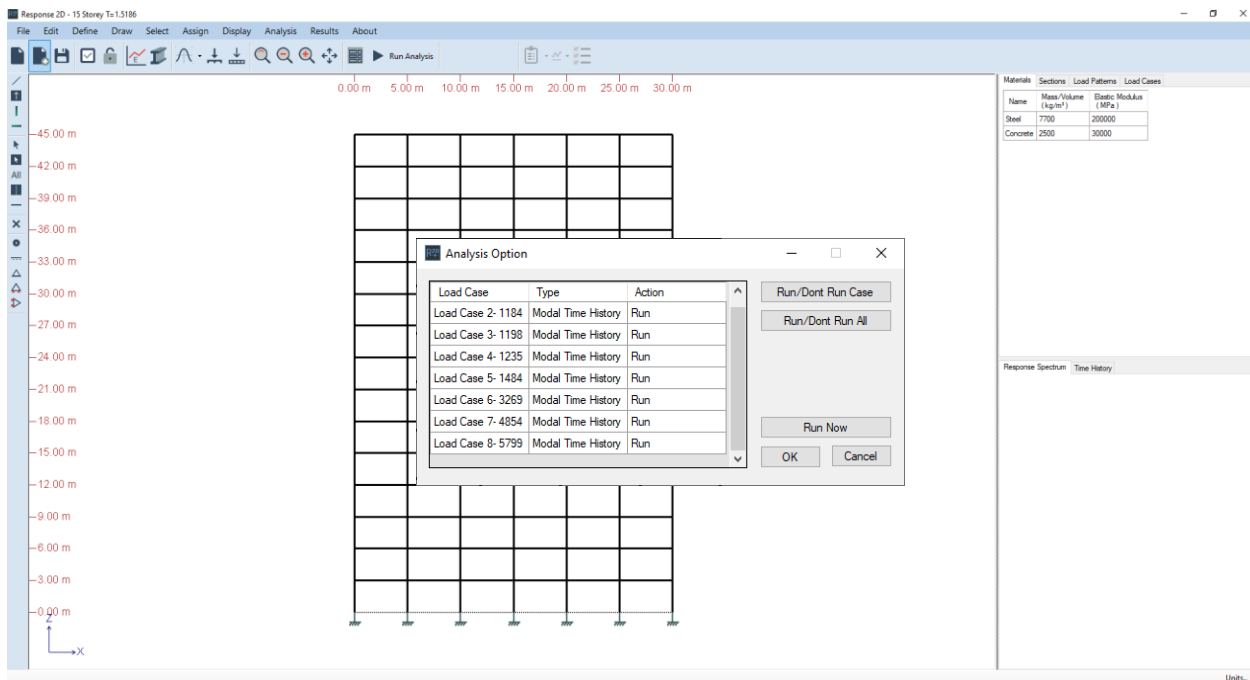 Response 2D - 15 Storey T=1.5186
File Edit Define Draw Select Assign Display Analysis Results About
Run Analysis
0.00 m 5.00 m 10.00 m 15.00 m 20.00 m 25.00 m 30.00 m
All
45.00 m
42.00 m
39.00 m
36.00 m
33.00 m
30.00 m
27.00 m
24.00 m
21.00 m
18.00 m
15.00 m
12.00 m
9.00 m
6.00 m
3.00 m
0.00 m
Z
X
Analysis Option
Load Case Type Action
Load Case 2- 1184 Modal Time History Run
Load Case 3- 1198 Modal Time History Run
Load Case 4- 1235 Modal Time History Run
Load Case 5- 1484 Modal Time History Run
Load Case 6- 3269 Modal Time History Run
Load Case 7- 4854 Modal Time History Run
Load Case 8- 5799 Modal Time History Run
Run/Dont Run Case
Run/Dont Run All
Run Now
OK Cancel
Materials Sections Load Patterns Load Cases
Name Mass/Volume (kg/m³) Elastic Modulus (MPa)
Steel 7700 200000
Concrete 2500 30000
Response Spectrum Time History
Units...